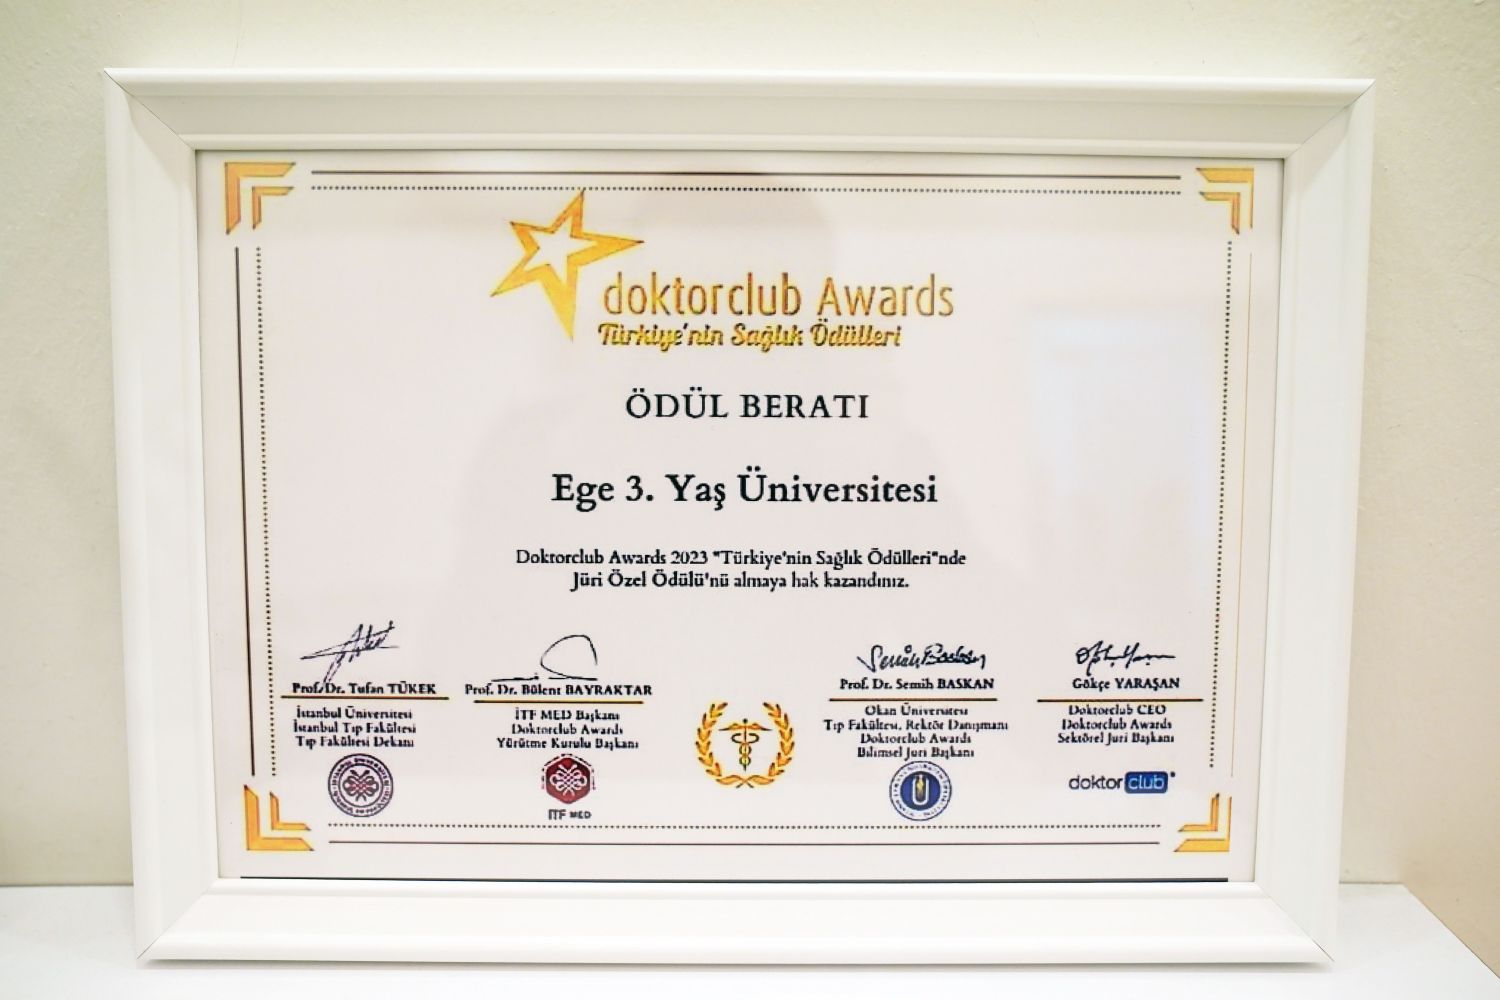 doktorclub Awards
Türkiye'nin Sağlık Ödülleri
ÖDÜL BERATI
Ege 3. Yaş Üniversitesi
Doktorclub Awards 2023 "Türkiye'nin Sağlık Ödülleri"nde
Jüri Özel Ödülü'nü almaya hak kazandınız.
Prof. Dr. Tufan TÜKEK
İstanbul Üniversitesi
İstanbul Tıp Fakültesi
Tıp Fakültesi Dekanı
Prof. Dr. Bülent BAYRAKTAR
İTF MED Başkanı
Doktorclub Awards
Yürütme Kurulu Başkanı
İTF MED
Prof. Dr. Semih BASKAN
Okan Üniversitesi
Tıp Fakültesi, Rektör Danışmanı
Doktorclub Awards
Bilimsel Juri Başkanı
Gökçe YARAŞAN
Doktorclub CEO
Doktorclub Awards
Sektörel Juri Başkanı
doktorclub